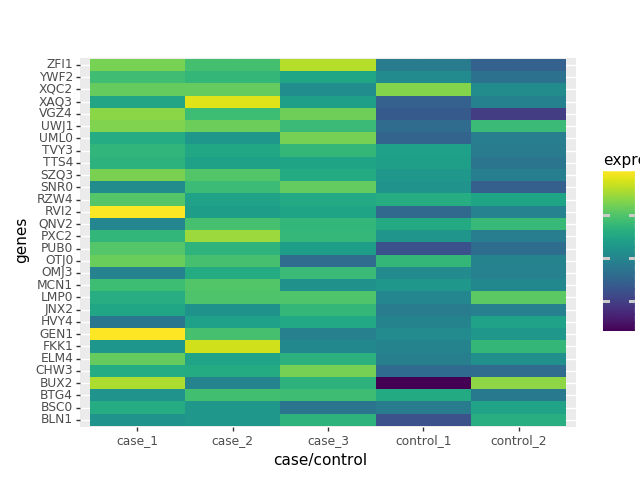 ZFI1
YWF2
XQC2
XAQ3
VGZ4
UWJ1
UML0
TVY3
TTS4
SZQ3
SNR0
RZW4
RVI2
QNV2
PXC2
PUB0
OTJ0
OMJ3
MCN1
LMP0
JNX2
HVY4
GEN1
FKK1
ELM4
CHW3
BUX2
BTG4
BSC0
BLN1
genes
case_1 case_2 case_3 control_1 control_2
case/control
expre